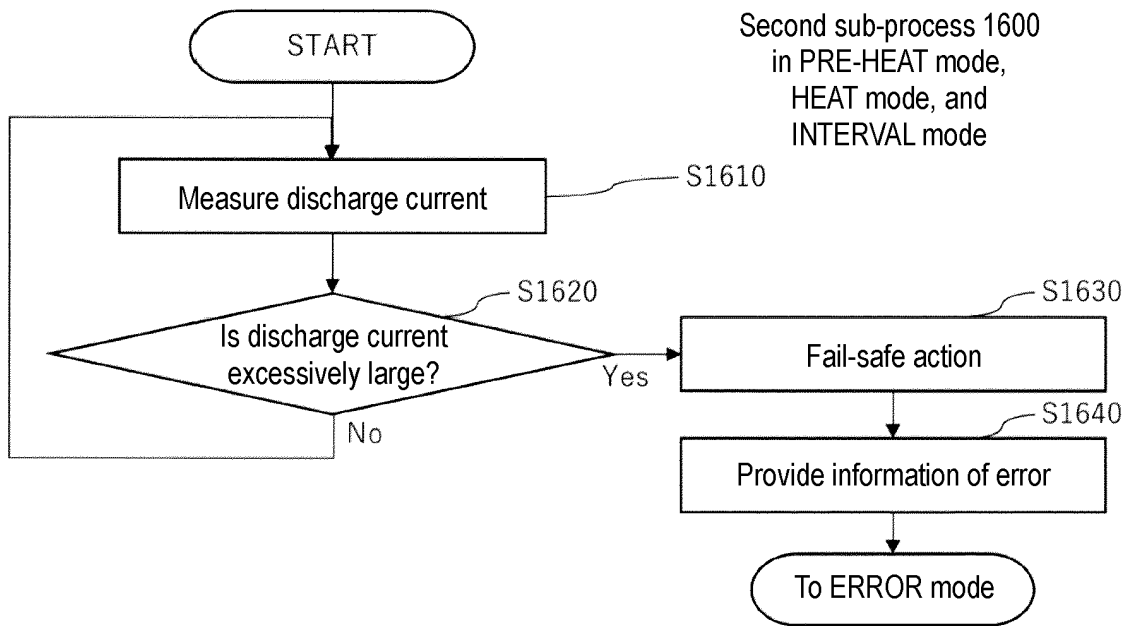 START
Second sub-process 1600
in PRE-HEAT mode,
HEAT mode, and
INTERVAL mode
Measure discharge current
S1610
Is discharge current
excessively large?
S1620
Yes
No
Fail-safe action
S1630
Provide information of error
S1640
To ERROR mode